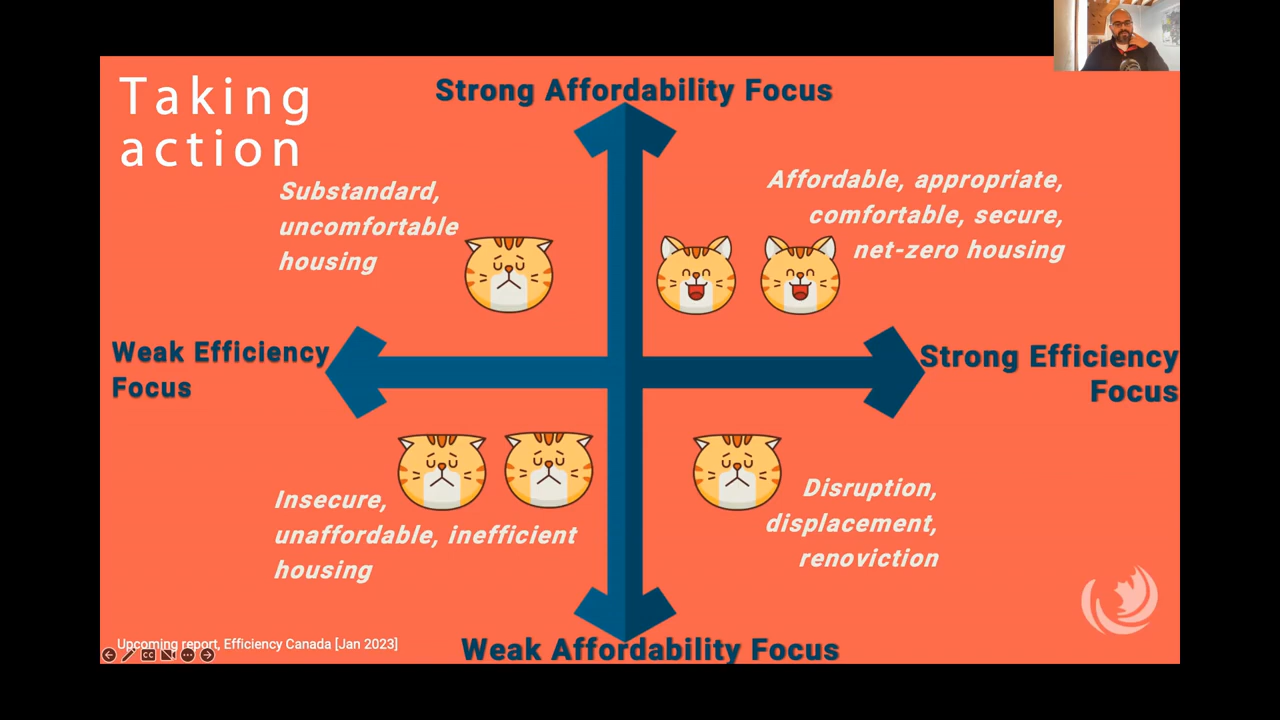 Taking
action
Strong Affordability Focus
Substandard,
uncomfortable
housing
Affordable, appropriate,
comfortable, secure,
net-zero housing
Weak Efficiency
Focus
Strong Efficiency
Focus
Insecure,
unaffordable, inefficient
housing
Disruption,
displacement,
renoviction
Upcoming report, Efficiency Canada [Jan 2023]
CC
Weak Affordability Focus